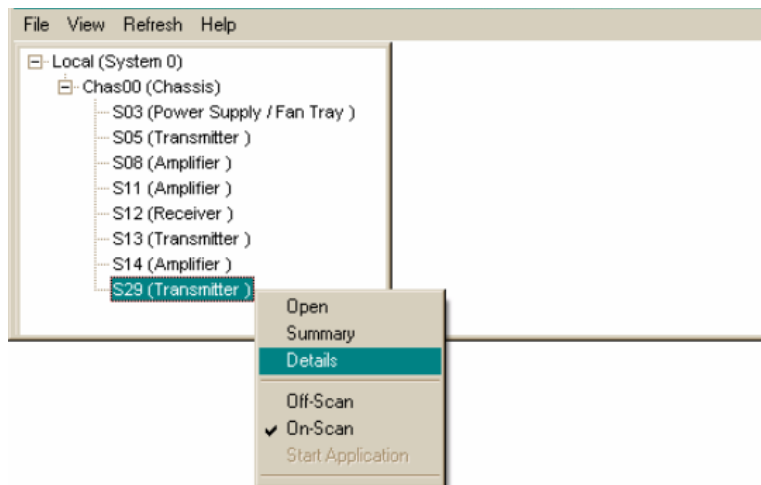 File View Refresh Help
Local (System 0)
Chas00 (Chassis)
S03 (Power Supply / Fan Tray )
S05 (Transmitter )
S08 (Amplifier )
S11 (Amplifier )
S12 (Receiver )
S13 (Transmitter )
S14 (Amplifier )
S29 (Transmitter )
Open
Summary
Details
Off-Scan
On-Scan
Start Application